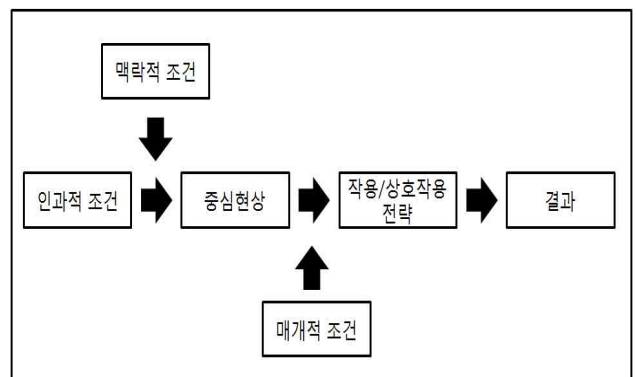 맥락적 조건
인과적 조건
중심현상
작용/상호작용
전략
결과
매개적 조건